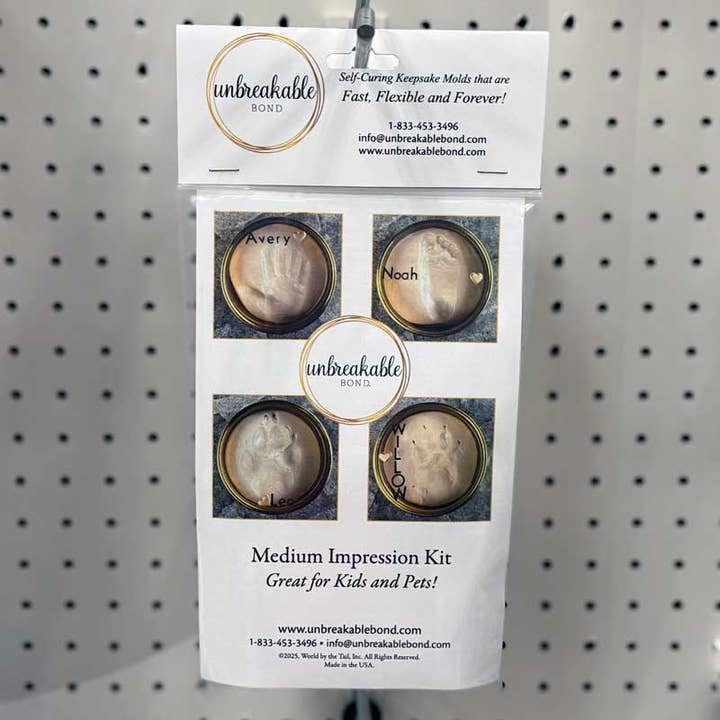 unbreakable
BOND
Self-Curing Keepsake Molds that are
Fast, Flexible and Forever!
1-833-453-3496
info@unbreakablebond.com
www.unbreakablebond.com
Avery
Noah
unbreakable
BOND
Leo
WILLOW
Medium Impression Kit
Great for Kids and Pets!
www.unbreakablebond.com
1-833-453-3496 • info@unbreakablebond.com
©2025, World by the Tail, Inc. All Rights Reserved.
Made in the USA.